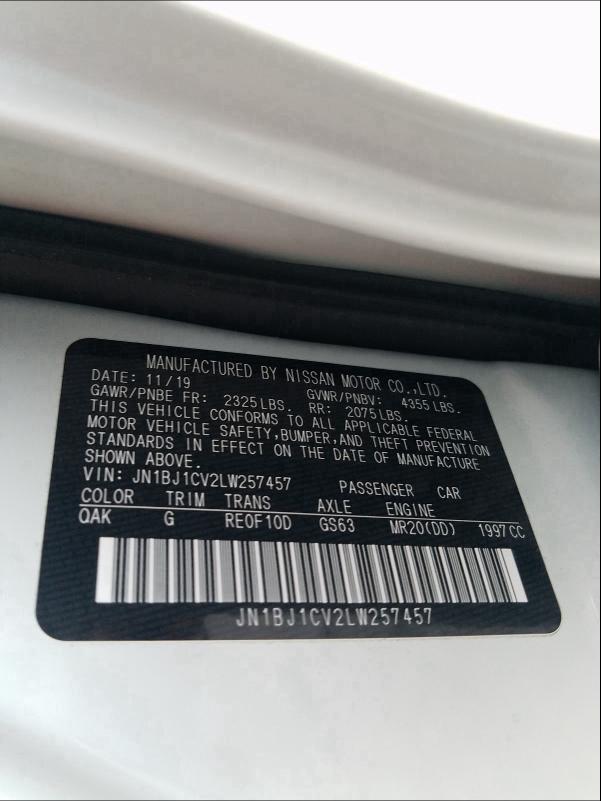 MANUFACTURED BY NISSAN MOTOR CO.,LTD.
DATE: 11/19 GVWR/PNBV: 4355 LBS.
GAWR/PNBE FR: 2325 LBS. RR: 2075 LBS.
THIS VEHICLE CONFORMS TO ALL APPLICABLE FEDERAL
MOTOR VEHICLE SAFETY,BUMPER,AND THEFT PREVENTION
STANDARDS IN EFFECT ON THE DATE OF MANUFACTURE
SHOWN ABOVE.
VIN: JN1BJ1CV2LW257457 PASSENGER CAR
COLOR TRIM TRANS AXLE ENGINE
QAK G RE0F10D GS63 MR20(DD) 1997 CC
JN1BJ1CV2LW257457